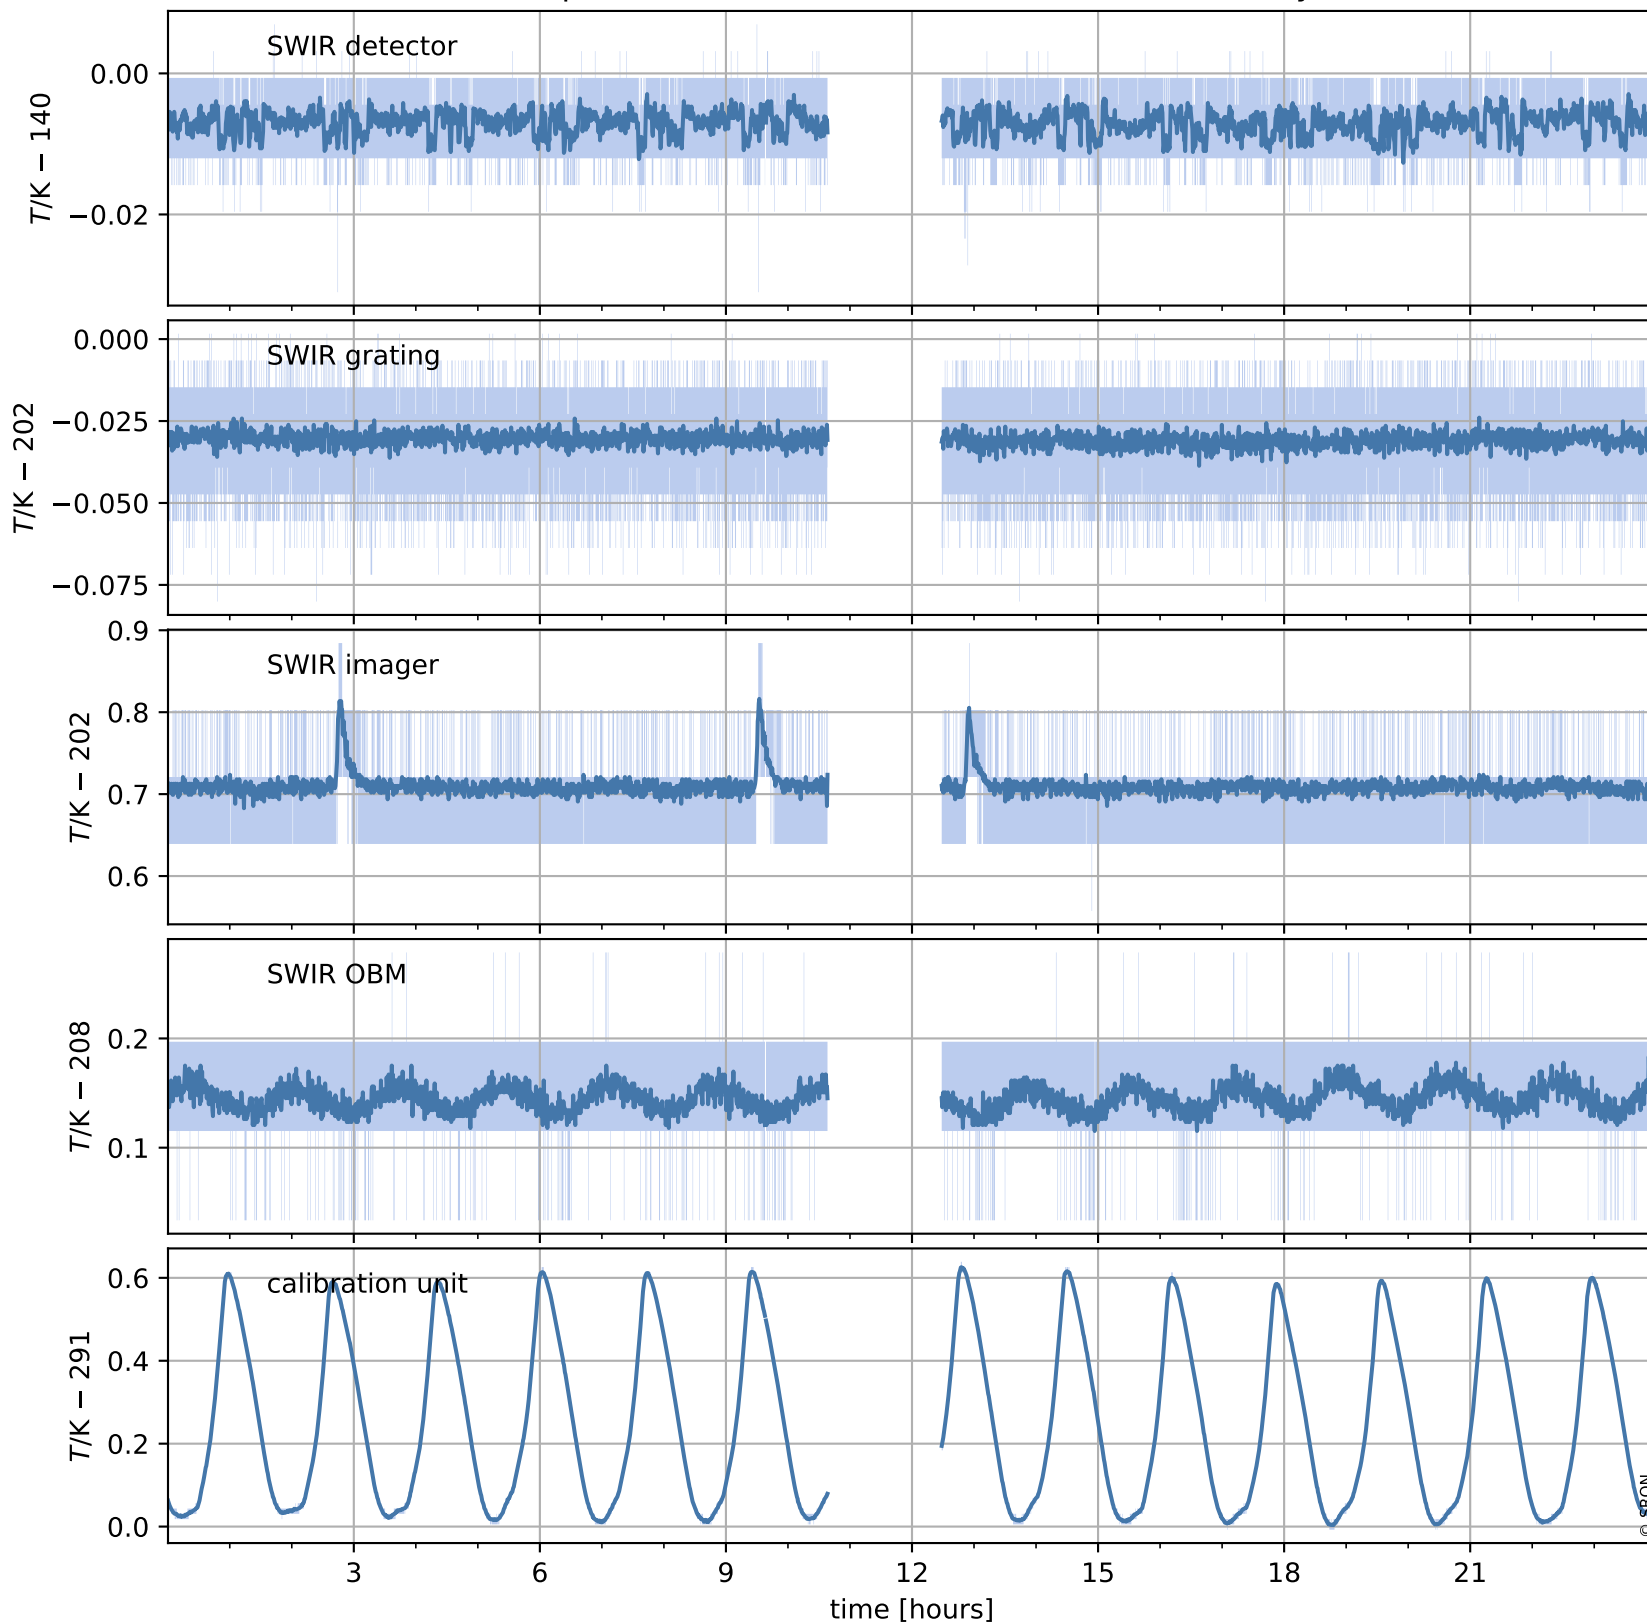 SWIR detector
0.00
−0.02
T/K − 140
SWIR grating
0.000
−0.025
−0.050
−0.075
T/K − 202
SWIR imager
0.9
0.8
0.7
0.6
T/K − 202
SWIR OBM
0.2
0.1
T/K − 208
calibration unit
0.6
0.4
0.2
0.0
T/K − 291
3
6
9
12
15
18
21
time [hours]
© SRON